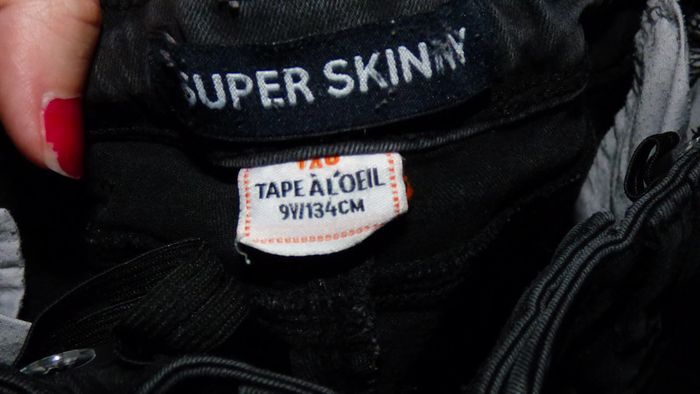 SUPER SKINNY
TAPE À L'OEIL
9Y/134CM